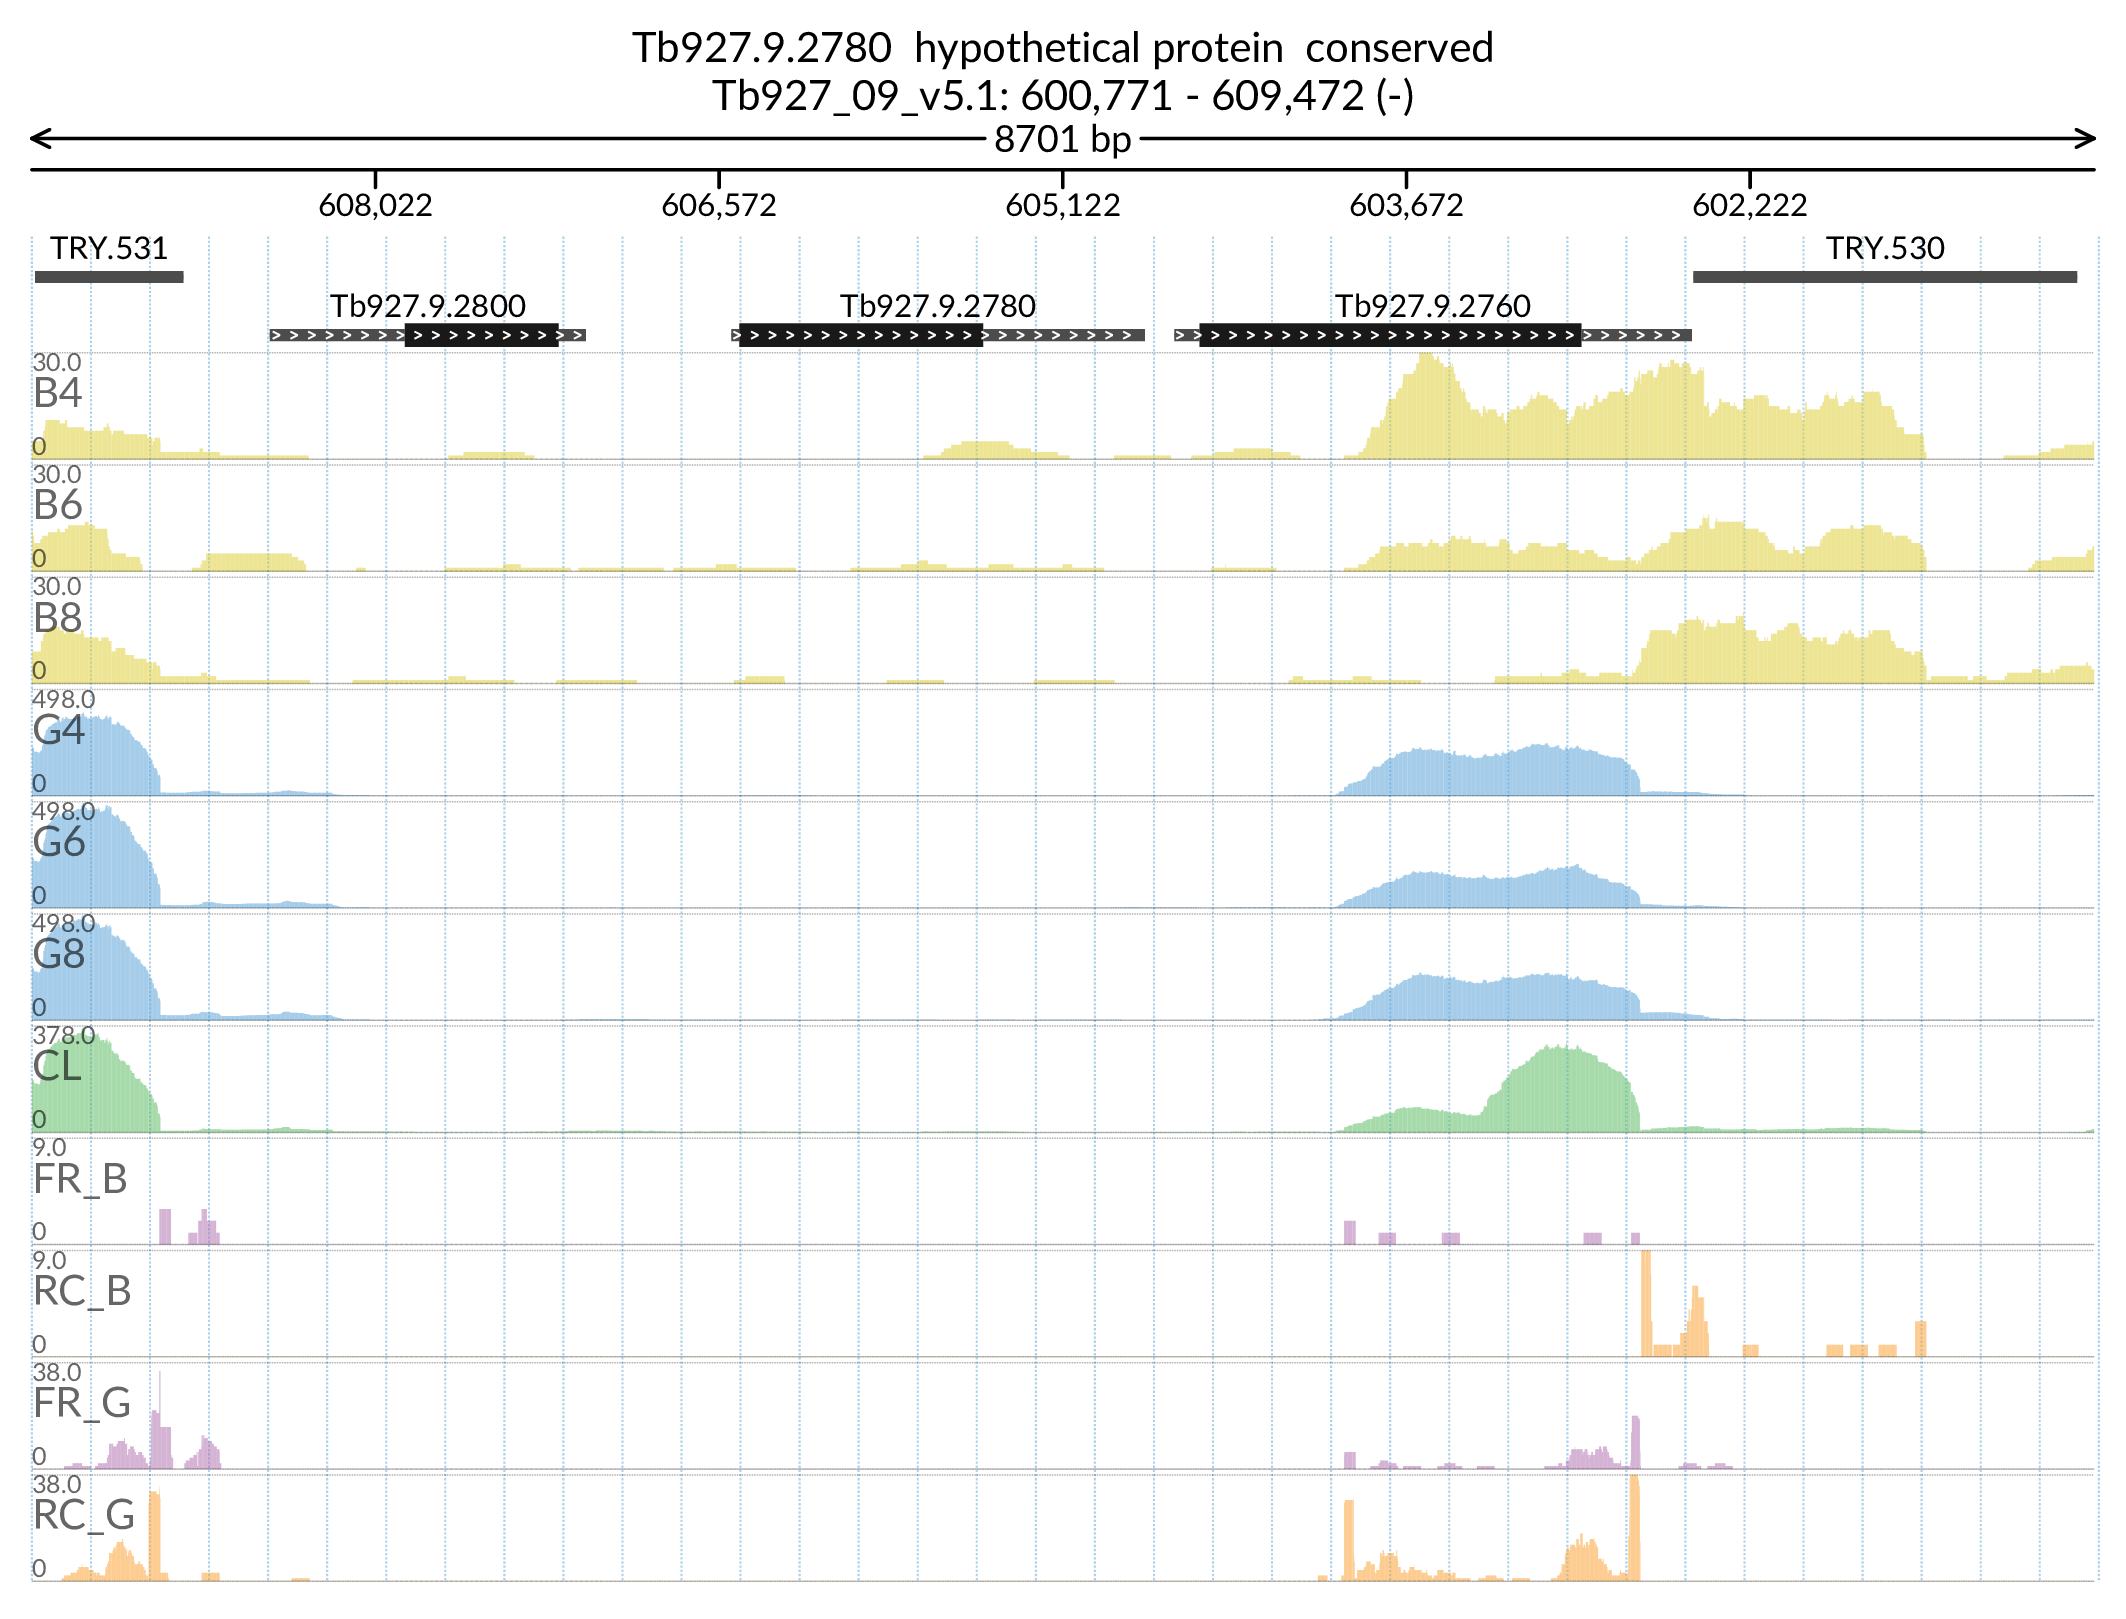 Tb927.9.2780 hypothetical protein conserved
Tb927_09_v5.1: 600,771 - 609,472 (-)
8701 bp
608,022 606,572 605,122 603,672 602,222
TRY.531 TRY.530
Tb927.9.2800 Tb927.9.2780 Tb927.9.2760
30.0
B4
0
30.0
B6
0
30.0
B8
0
498.0
G4
0
498.0
G6
0
498.0
G8
0
378.0
CL
0
9.0
FR_B
0
9.0
RC_B
0
38.0
FR_G
0
38.0
RC_G
0